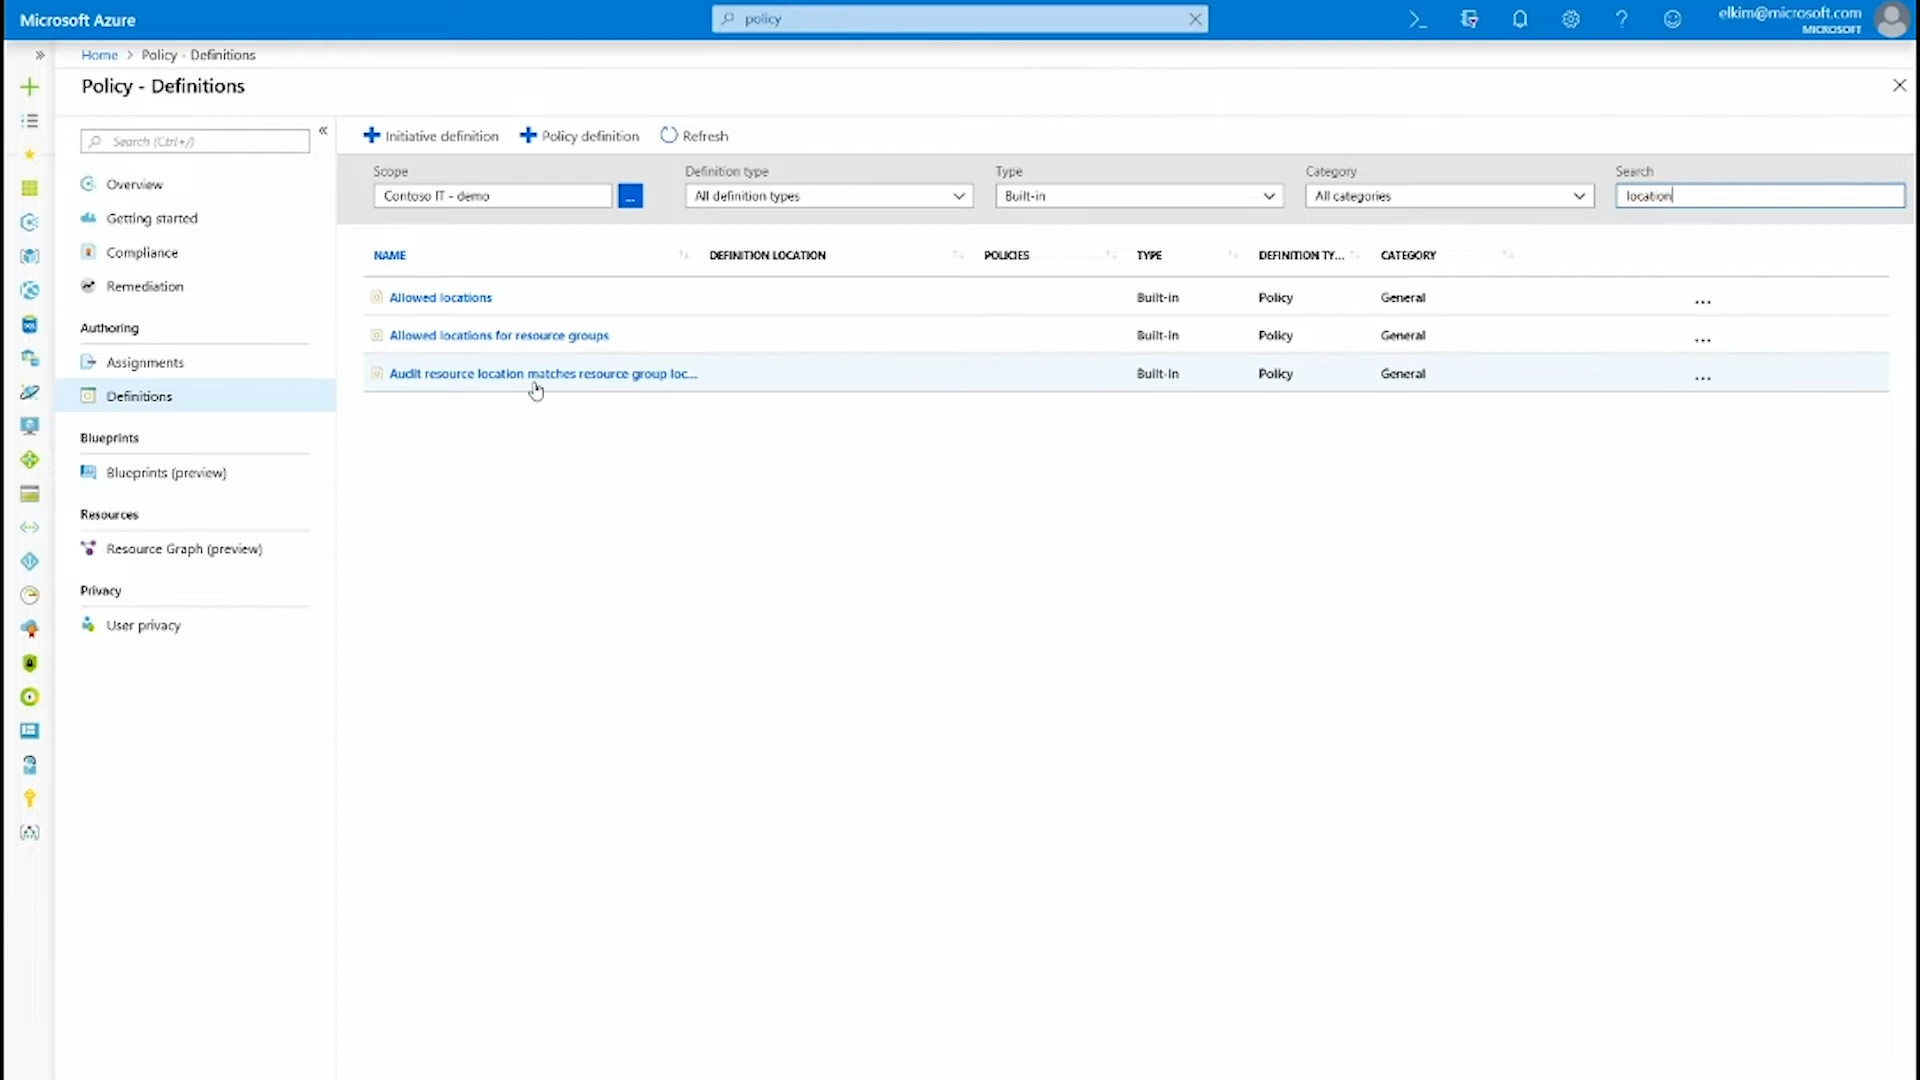 Microsoft Azure
policy
elkim@microsoft.com
MICROSOFT
Home > Policy - Definitions
Policy - Definitions
Search (Ctrl+/)
Overview
Getting started
Compliance
Remediation
Authoring
Assignments
Definitions
Blueprints
Blueprints (preview)
Resources
Resource Graph (preview)
Privacy
User privacy
Initiative definition Policy definition Refresh
Scope Definition type Type Category Search
Contoso IT - demo ... All definition types Built-in All categories location
NAME DEFINITION LOCATION POLICIES TYPE DEFINITION TY... CATEGORY
Allowed locations Built-in Policy General ...
Allowed locations for resource groups Built-in Policy General ...
Audit resource location matches resource group loc... Built-in Policy General ...